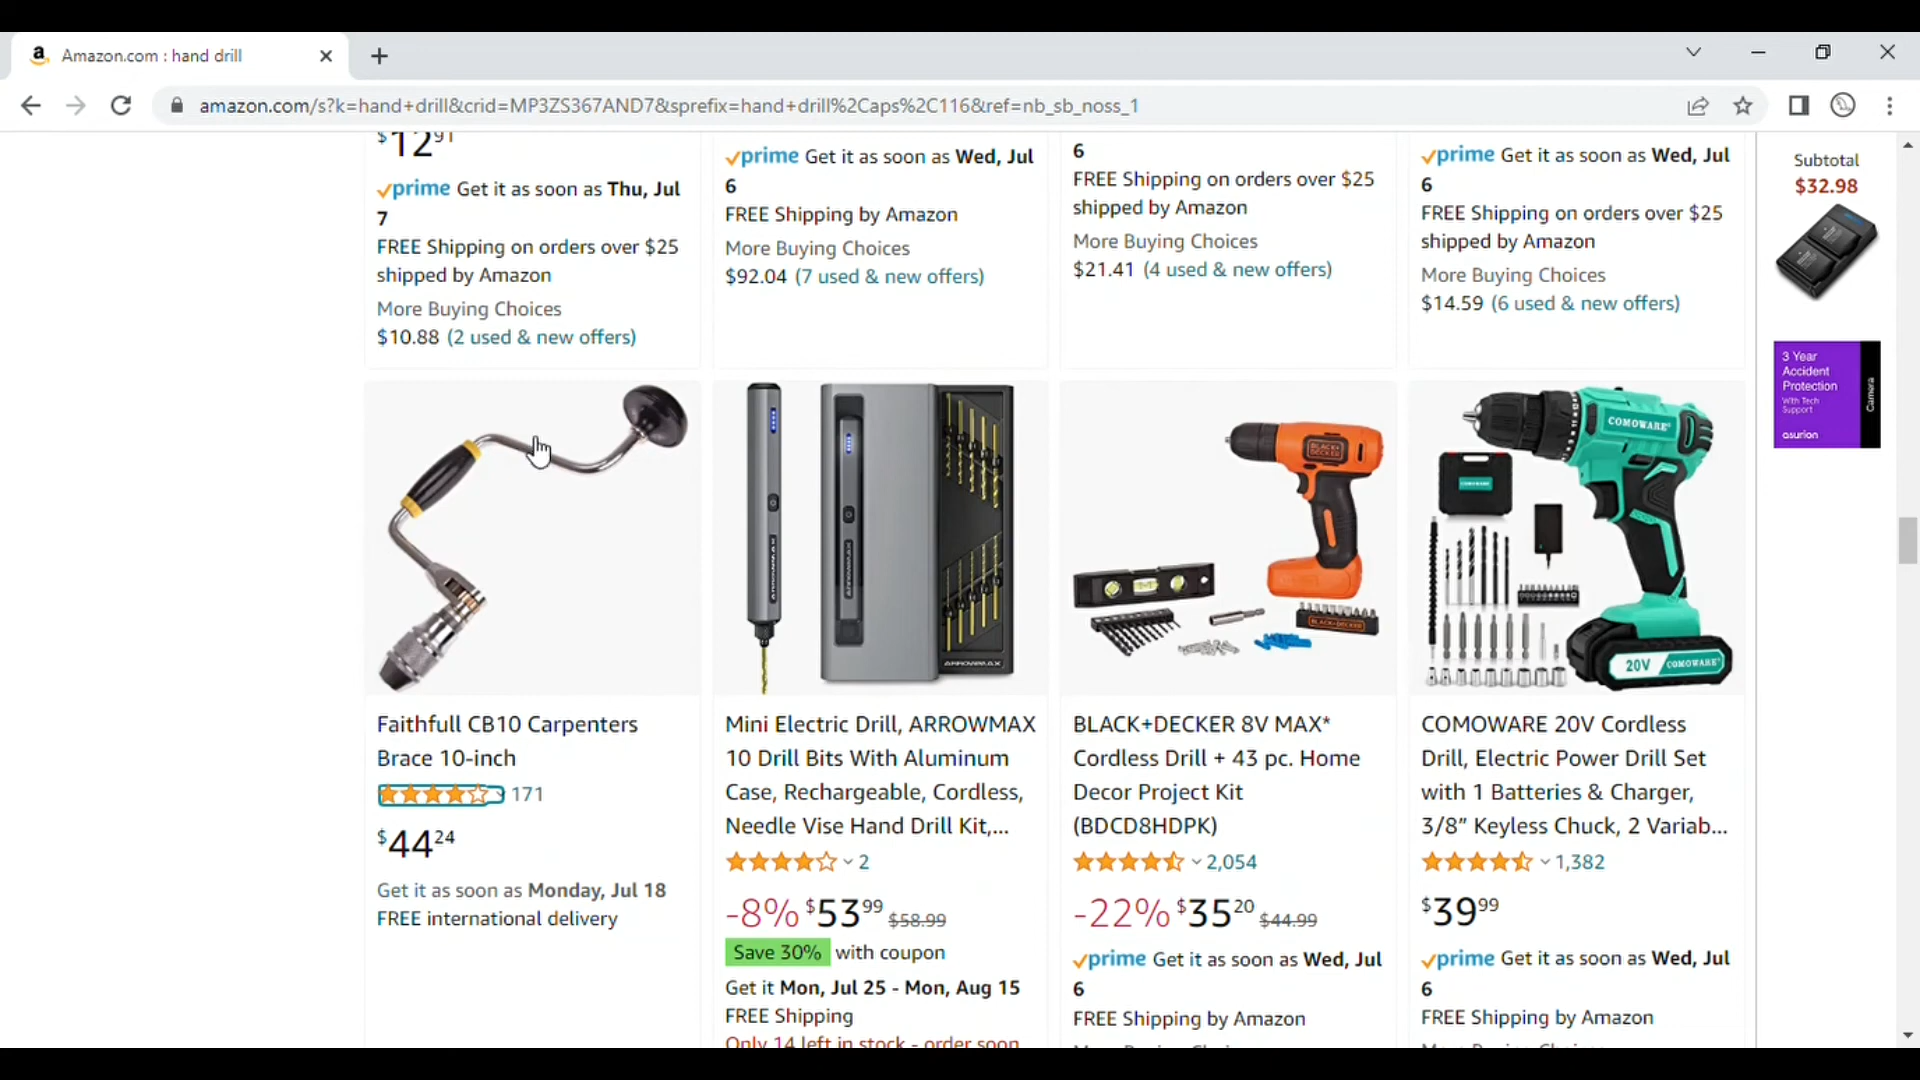 Amazon.com : hand drill
amazon.com/s?k=hand+drill&crid=MP3ZS367AND7&sprefix=hand+drill%2Caps%2C116&ref=nb_sb_noss_1
$12.91
prime Get it as soon as Thu, Jul
7
FREE Shipping on orders over $25
shipped by Amazon
More Buying Choices
$10.88 (2 used & new offers)
prime Get it as soon as Wed, Jul
6
FREE Shipping by Amazon
More Buying Choices
$92.04 (7 used & new offers)
6
FREE Shipping on orders over $25
shipped by Amazon
More Buying Choices
$21.41 (4 used & new offers)
prime Get it as soon as Wed, Jul
6
FREE Shipping on orders over $25
shipped by Amazon
More Buying Choices
$14.59 (6 used & new offers)
Subtotal
$32.98
3 Year
Accident
Protection
With Tech
Support
asurion
Camera
ARROWMAX
ARROWMAX
ARROWMAX
BLACK+DECKER
BLACK+DECKER
COMOWARE
COMOWARE
20V COMOWARE
Faithfull CB10 Carpenters
Brace 10-inch
171
$44.24
Get it as soon as Monday, Jul 18
FREE international delivery
Mini Electric Drill, ARROWMAX
10 Drill Bits With Aluminum
Case, Rechargeable, Cordless,
Needle Vise Hand Drill Kit,...
2
-8% $53.99 $58.99
Save 30% with coupon
Get it Mon, Jul 25 - Mon, Aug 15
FREE Shipping
Only 14 left in stock - order soon
BLACK+DECKER 8V MAX*
Cordless Drill + 43 pc. Home
Decor Project Kit
(BDCD8HDPK)
2,054
-22% $35.20 $44.99
prime Get it as soon as Wed, Jul
6
FREE Shipping by Amazon
COMOWARE 20V Cordless
Drill, Electric Power Drill Set
with 1 Batteries & Charger,
3/8” Keyless Chuck, 2 Variab...
1,382
$39.99
prime Get it as soon as Wed, Jul
6
FREE Shipping by Amazon